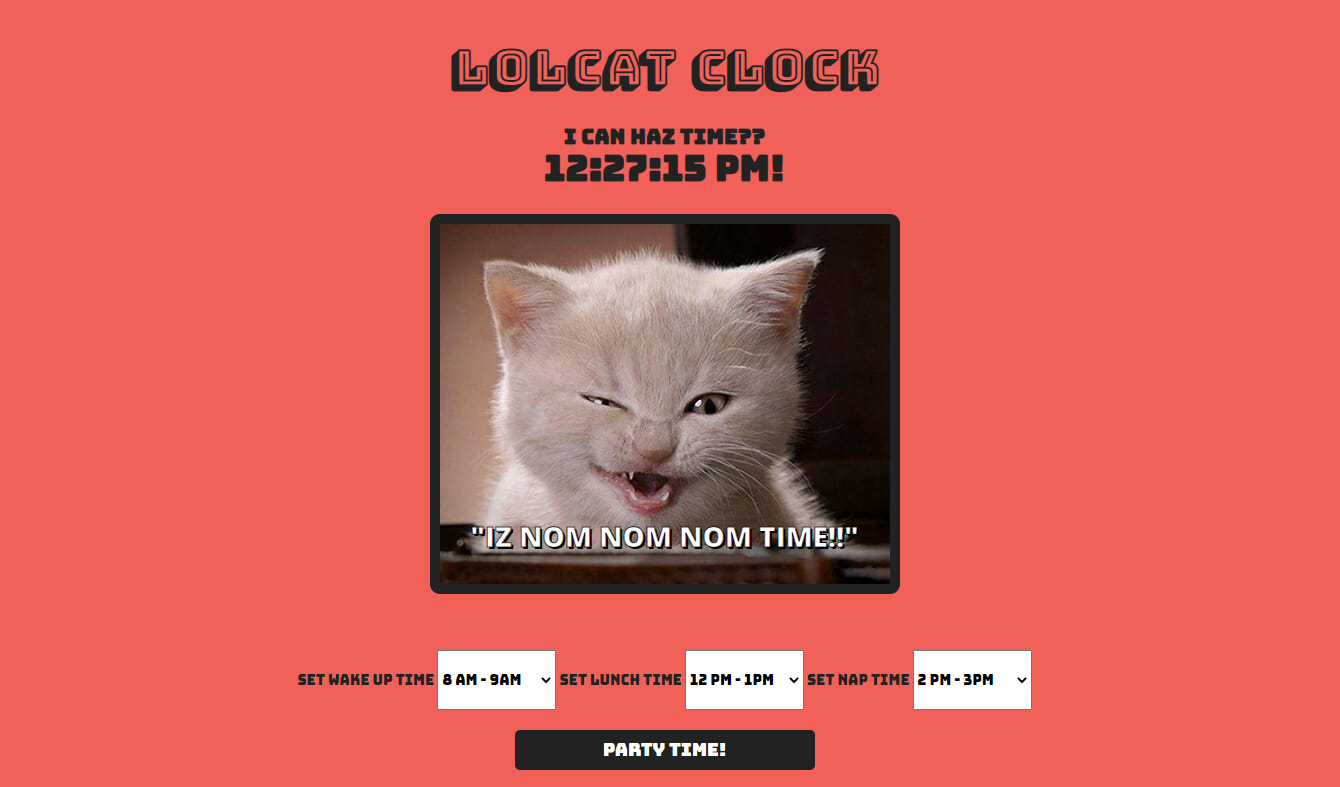 LOLCAT CLOCK
I CAN HAZ TIME??
12:27:15 PM!
"IZ NOM NOM NOM TIME!!"
SET WAKE UP TIME 8 AM - 9AM SET LUNCH TIME 12 PM - 1PM SET NAP TIME 2 PM - 3PM
PARTY TIME!